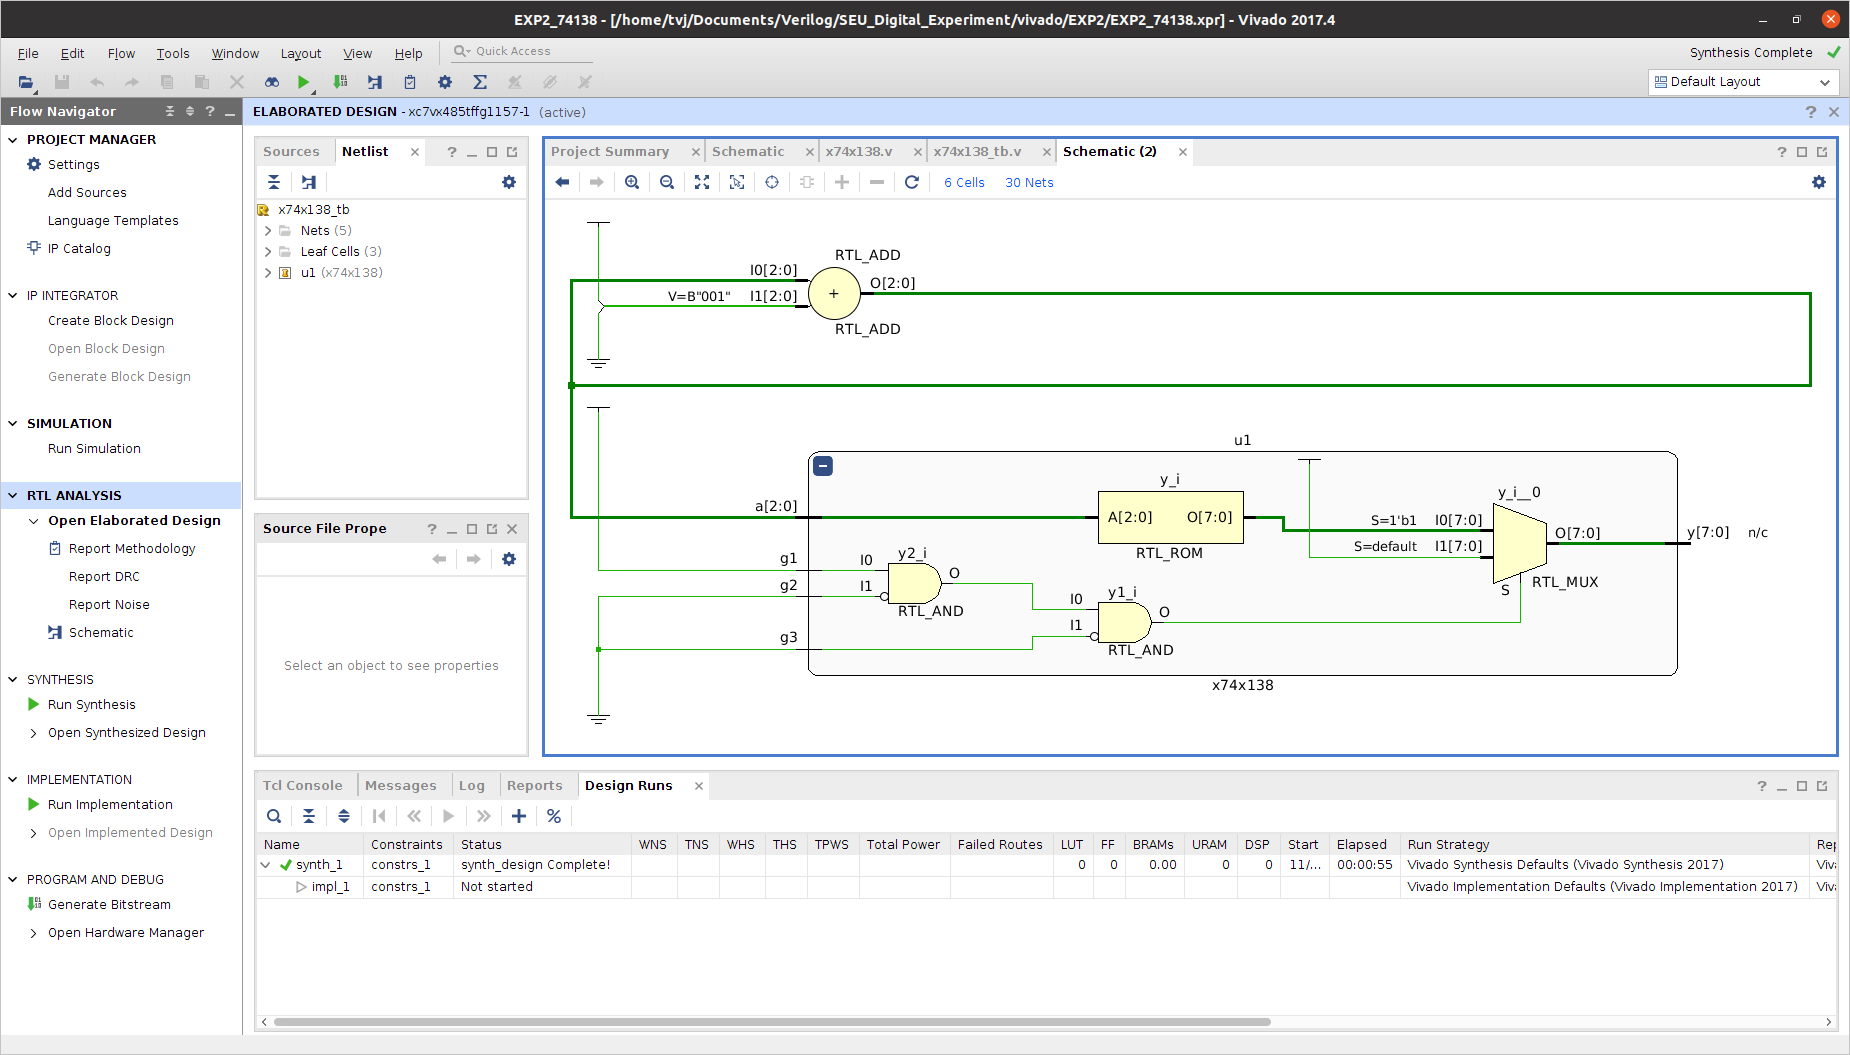 EXP2_74138 - [/home/tvj/Documents/Verilog/SEU_Digital_Experiment/vivado/EXP2/EXP2_74138.xpr] - Vivado 2017.4
File Edit Flow Tools Window Layout View Help Quick Access
Synthesis Complete
Default Layout
Flow Navigator
PROJECT MANAGER
Settings
Add Sources
Language Templates
IP Catalog
IP INTEGRATOR
Create Block Design
Open Block Design
Generate Block Design
SIMULATION
Run Simulation
RTL ANALYSIS
Open Elaborated Design
Report Methodology
Report DRC
Report Noise
Schematic
SYNTHESIS
Run Synthesis
Open Synthesized Design
IMPLEMENTATION
Run Implementation
Open Implemented Design
PROGRAM AND DEBUG
Generate Bitstream
Open Hardware Manager
ELABORATED DESIGN - xc7vx485tffg1157-1 (active)
Sources Netlist
x74x138_tb
Nets (5)
Leaf Cells (3)
u1 (x74x138)
Source File Prope
Select an object to see properties
Project Summary Schematic x74x138.v x74x138_tb.v Schematic (2)
6 Cells 30 Nets
RTL_ADD
I0[2:0]
O[2:0]
V=B"001" I1[2:0]
+
RTL_ADD
u1
a[2:0]
y_i
A[2:0] O[7:0]
RTL_ROM
y_i__0
S=1'b1 I0[7:0]
S=default I1[7:0]
O[7:0]
S
RTL_MUX
y[7:0] n/c
g1
g2
g3
I0
I1
y2_i
O
RTL_AND
I0
I1
y1_i
O
RTL_AND
x74x138
Tcl Console Messages Log Reports Design Runs
Name Constraints Status WNS TNS WHS THS TPWS Total Power Failed Routes LUT FF BRAMs URAM DSP Start Elapsed Run Strategy Rep
synth_1 constrs_1 synth_design Complete! 0 0 0.00 0 0 11/... 00:00:55 Vivado Synthesis Defaults (Vivado Synthesis 2017) Viva
impl_1 constrs_1 Not started Vivado Implementation Defaults (Vivado Implementation 2017) Viva